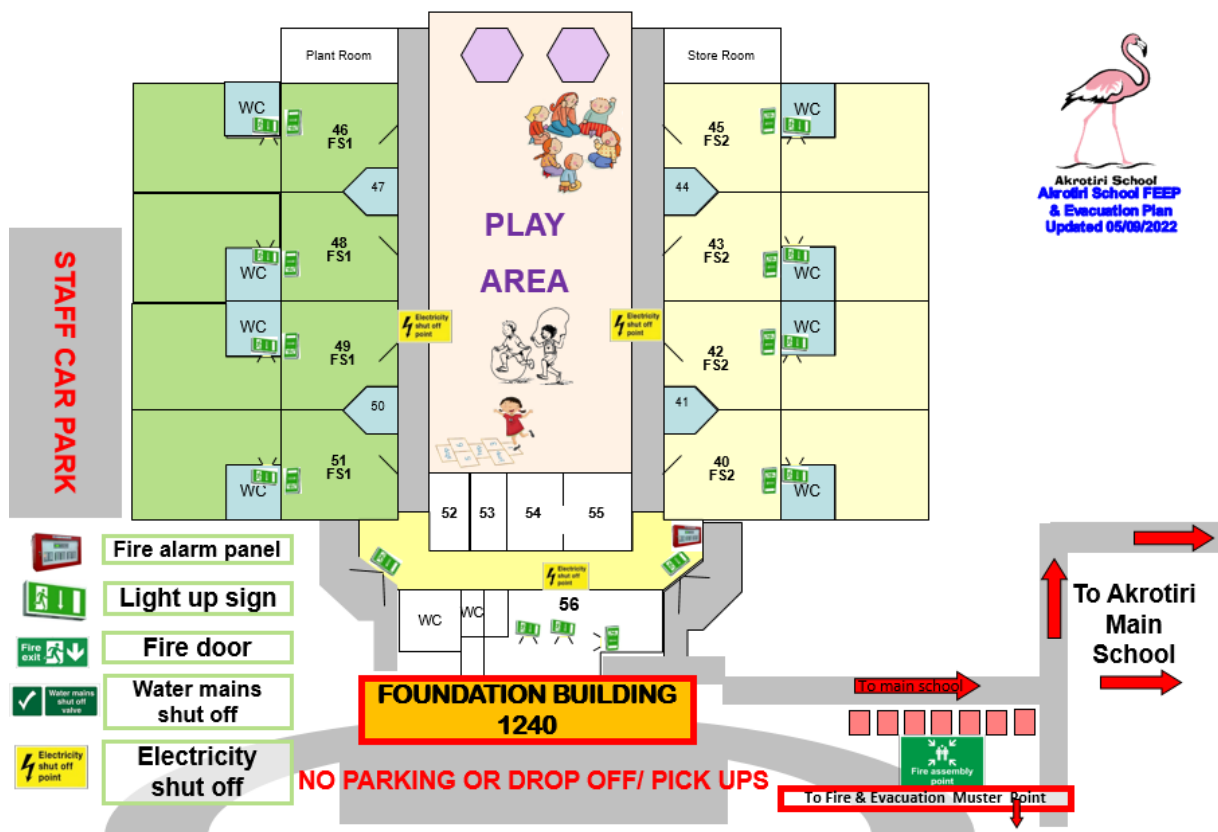 Plant Room
Store Room
WC
46
FS1
45
FS2
WC
47
44
PLAY
AREA
48
FS1
43
FS2
WC
WC
Electricity
shut off
point
Electricity
shut off
point
WC
49
FS1
42
FS2
WC
50
41
51
FS1
40
FS2
WC
WC
52
53
54
55
Electricity
shut off
point
56
WC
WC
Akrotiri School
Akrotiri School FEEP
& Evacuation Plan
Updated 05/09/2022
STAFF CAR PARK
Fire alarm panel
Light up sign
Fire
exit
Fire door
Water mains
shut off
valve
Water mains
shut off
Electricity
shut off
point
Electricity
shut off
FOUNDATION BUILDING
1240
NO PARKING OR DROP OFF/ PICK UPS
To Akrotiri
Main
School
To main school
Fire assembly
point
To Fire & Evacuation Muster Point